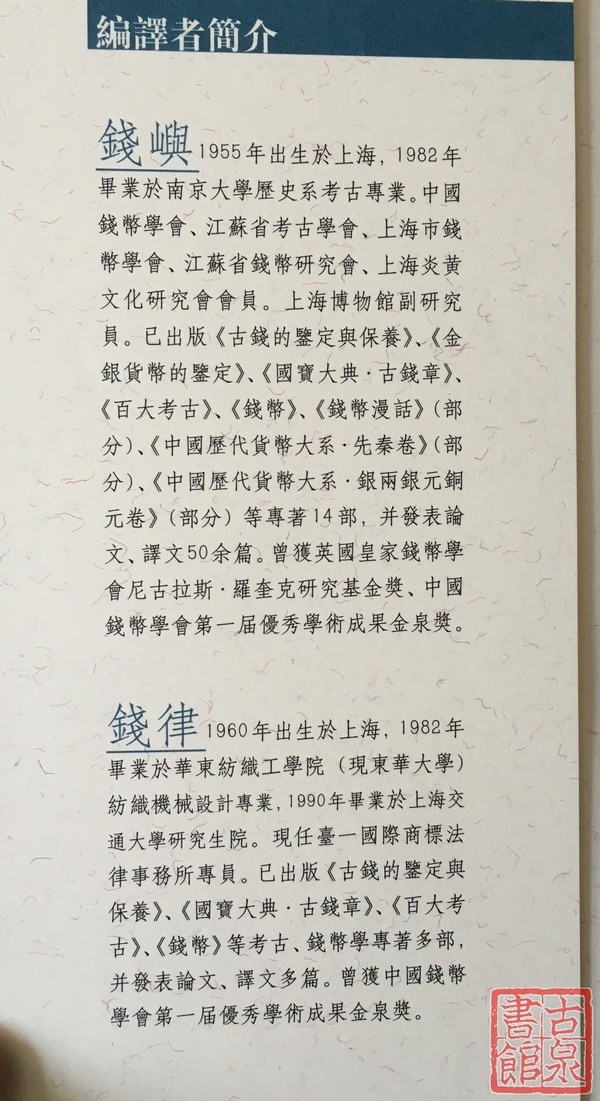 編譯者簡介
錢嶼 1955年出生於上海，1982年
畢業於南京大學歷史系考古專業。中國
錢幣學會、江蘇省考古學會、上海市錢
幣學會、江蘇省錢幣研究會、上海炎黄
文化研究會會員。上海博物館副研究
員。已出版《古錢的鑒定與保養》、《金
銀貨幣的鑒定》、《國寶大典·古錢章》、
《百大考古》、《錢幣》、《錢幣漫話》（部
分）、《中國歷代貨幣大系·先秦卷》（部
分）、《中國歷代貨幣大系·銀兩銀元銅
元卷》（部分）等專著14部，并發表論
文、譯文50余篇。曾獲英國皇家錢幣學
會尼古拉斯·羅奎克研究基金獎、中國
錢幣學會第一届優秀學術成果金泉獎。
錢律 1960年出生於上海，1982年
畢業於華東紡織工學院（現東華大學）
紡織機械設計專業，1990年畢業於上海交
通大學研究生院。現任臺一國際商標法
律事務所專員。已出版《古錢的鑒定與
保養》、《國寶大典·古錢章》、《百大考
古》、《錢幣》等考古、錢幣學專著多部，
并發表論文、譯文多篇。曾獲中國錢幣
學會第一届優秀學術成果金泉獎。
古泉
書館